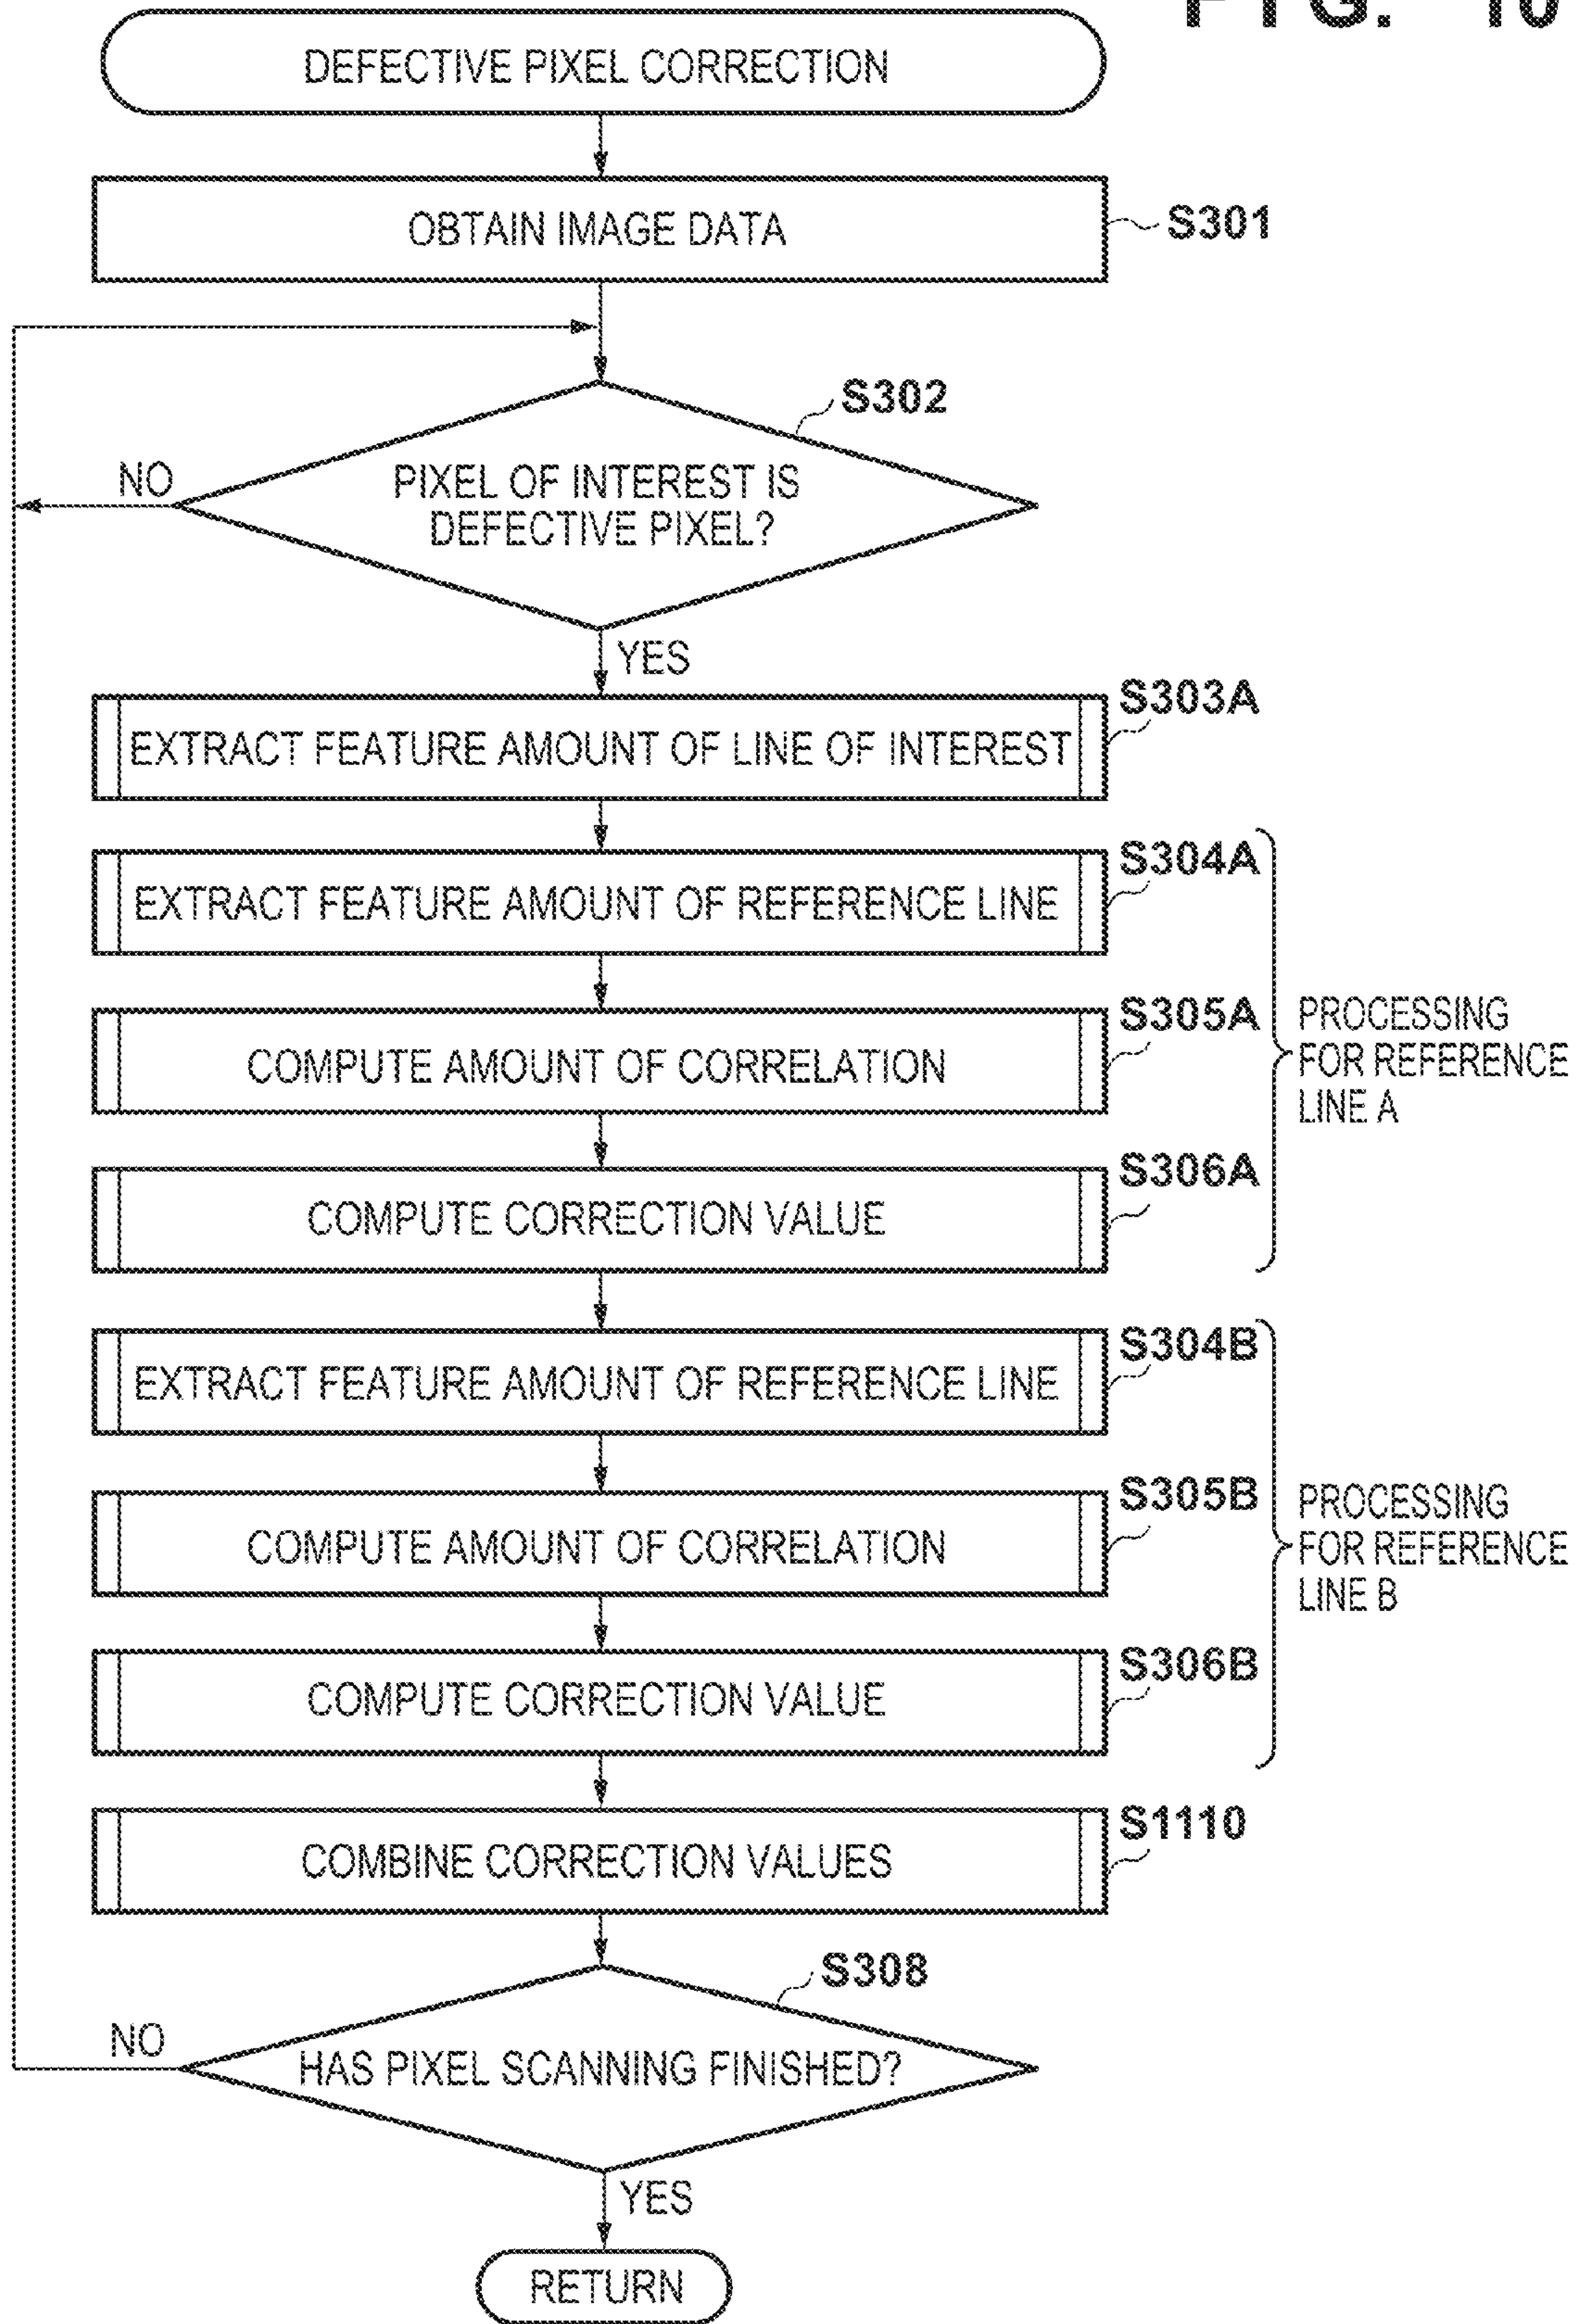 FIG. 10
DEFECTIVE PIXEL CORRECTION
OBTAIN IMAGE DATA
S301
S302
NO
PIXEL OF INTEREST IS
DEFECTIVE PIXEL?
YES
S303A
EXTRACT FEATURE AMOUNT OF LINE OF INTEREST
S304A
EXTRACT FEATURE AMOUNT OF REFERENCE LINE
S305A
COMPUTE AMOUNT OF CORRELATION
PROCESSING
FOR REFERENCE
LINE A
S306A
COMPUTE CORRECTION VALUE
S304B
EXTRACT FEATURE AMOUNT OF REFERENCE LINE
S305B
COMPUTE AMOUNT OF CORRELATION
PROCESSING
FOR REFERENCE
LINE B
S306B
COMPUTE CORRECTION VALUE
S1110
COMBINE CORRECTION VALUES
S308
NO
HAS PIXEL SCANNING FINISHED?
YES
RETURN